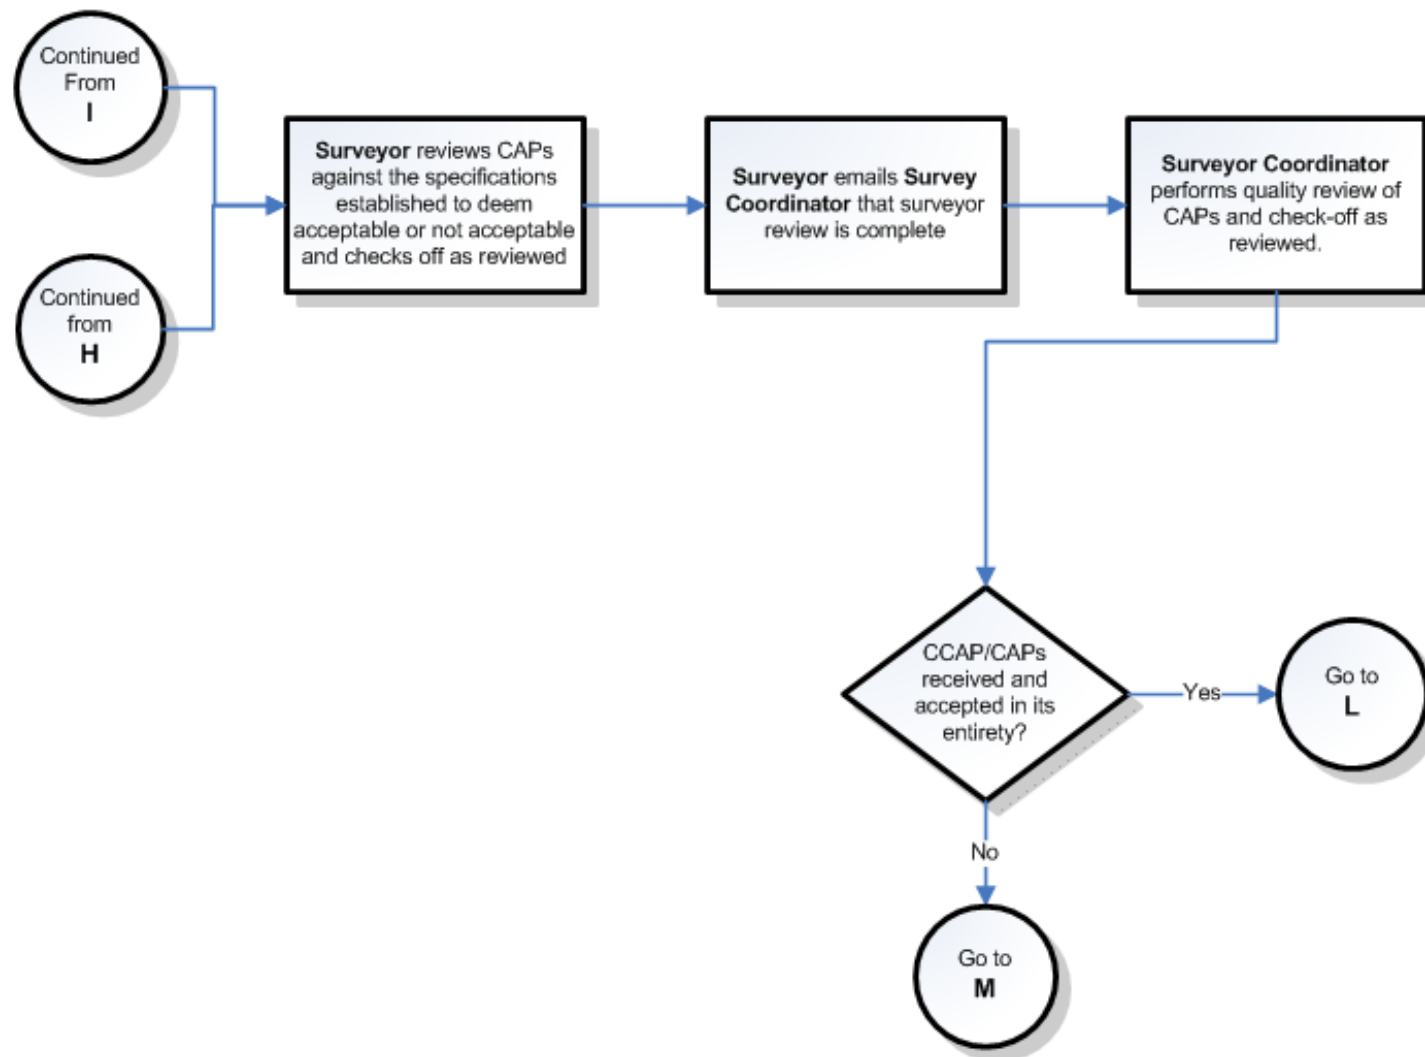 Continued
From
I
Continued
from
H
Surveyor reviews CAPs
against the specifications
established to deem
acceptable or not acceptable
and checks off as reviewed
Surveyor emails Survey
Coordinator that surveyor
review is complete
Surveyor Coordinator
performs quality review of
CAPs and check-off as
reviewed.
CCAP/CAPs
received and
accepted in its
entirety?
Yes
Go to
L
No
Go to
M